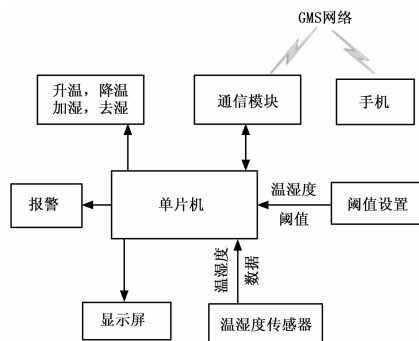 GMS网络
升温，降温
加湿，去湿
通信模块
手机
报警
单片机
温湿度
阈值
阈值设置
温湿度
数据
显示屏
温湿度传感器